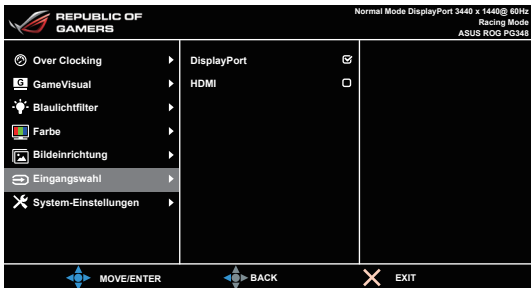 REPUBLIC OF
GAMERS
Normal Mode DisplayPort 3440 x 1440@ 60Hz
Racing Mode
ASUS ROG PG348
Over Clocking
G GameVisual
Blaulichtfilter
Farbe
Bildeinrichtung
Eingangswahl
System-Einstellungen
DisplayPort
HDMI
MOVE/ENTER
BACK
EXIT